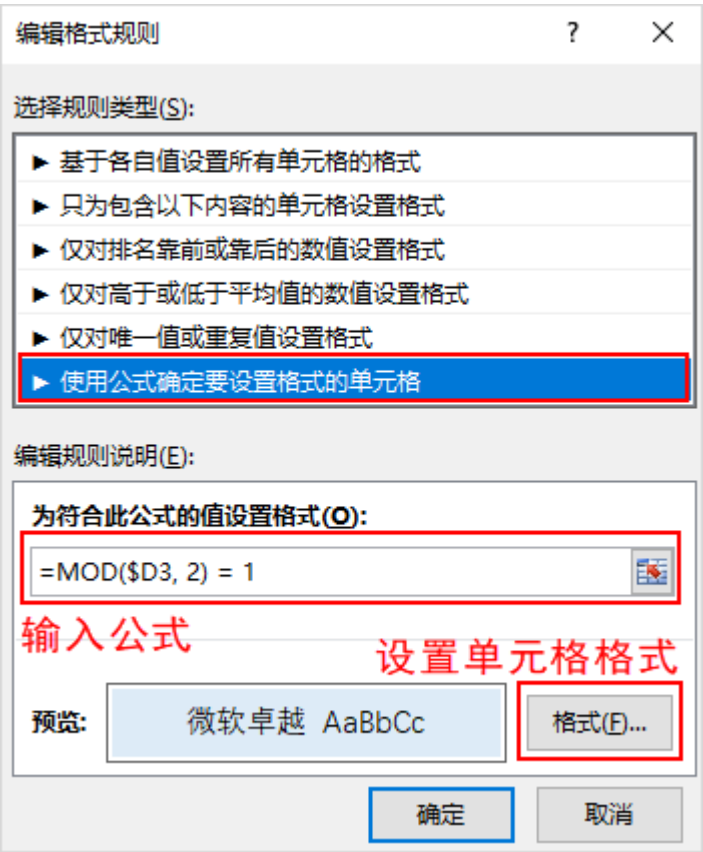 编辑格式规则 ? ×
选择规则类型(S):
► 基于各自值设置所有单元格的格式
► 只为包含以下内容的单元格设置格式
► 仅对排名靠前或靠后的数值设置格式
► 仅对高于或低于平均值的数值设置格式
► 仅对唯一值或重复值设置格式
► 使用公式确定要设置格式的单元格
编辑规则说明(E):
为符合此公式的值设置格式(O):
=MOD($D3, 2) = 1
输入公式
设置单元格格式
预览: 微软卓越 AaBbCc 格式(F)...
确定 取消